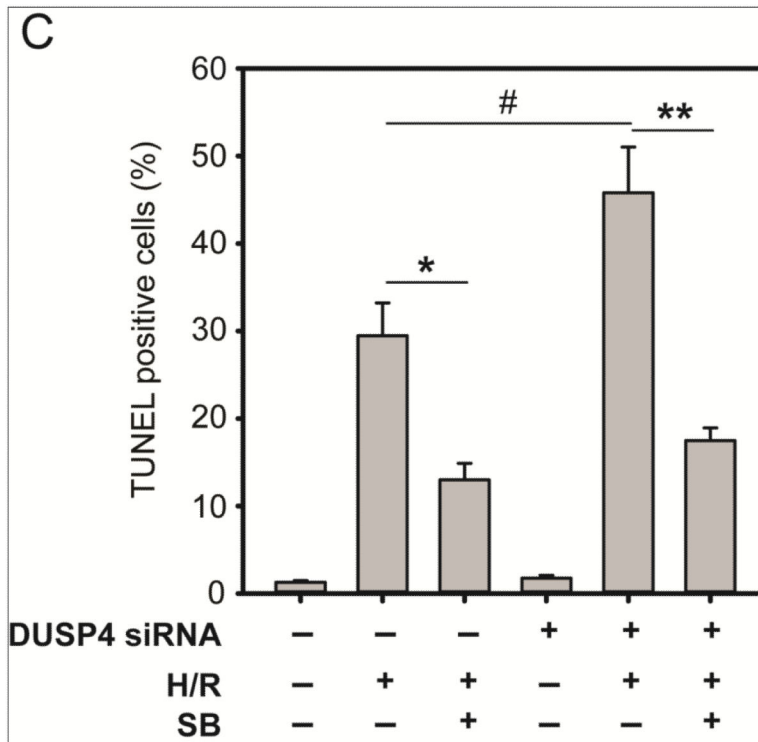 C
60
50
40
30
20
10
0
TUNEL positive cells (%)
#
**
*
DUSP4 siRNA – – – + + +
H/R – + + – + +
SB – – + – – +